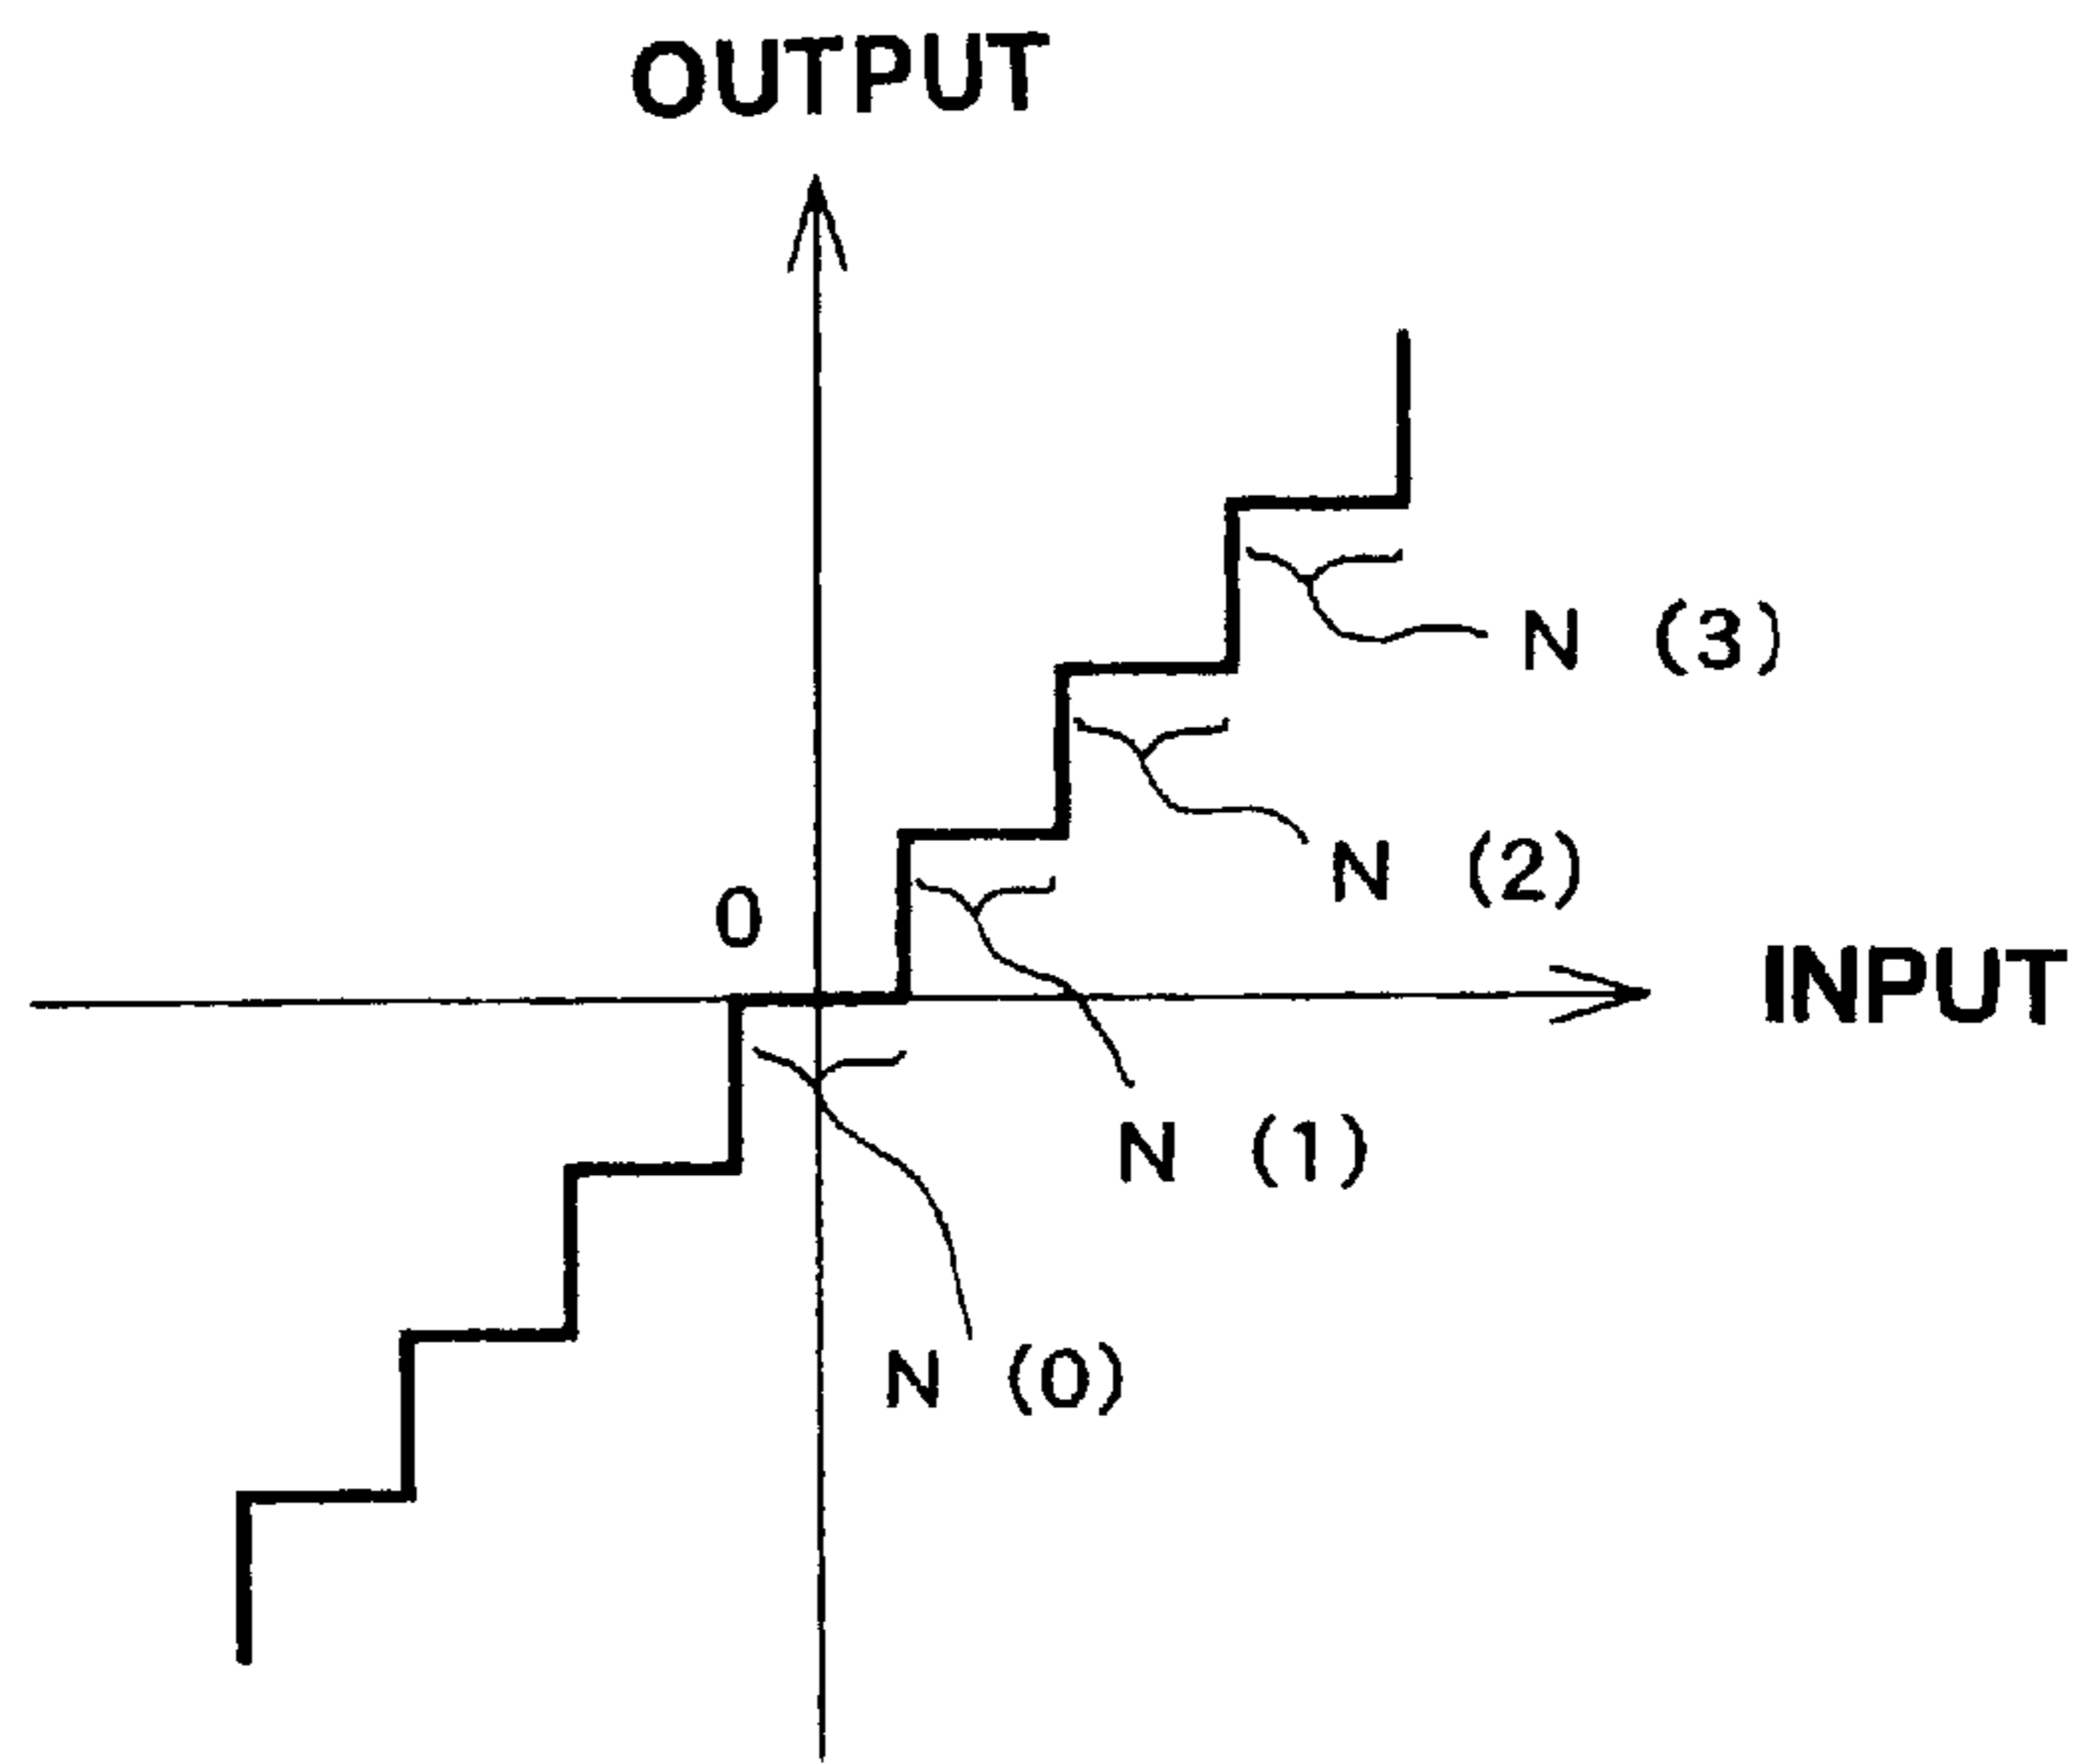 OUTPUT
N (3)
N (2)
0
INPUT
N (1)
N (0)